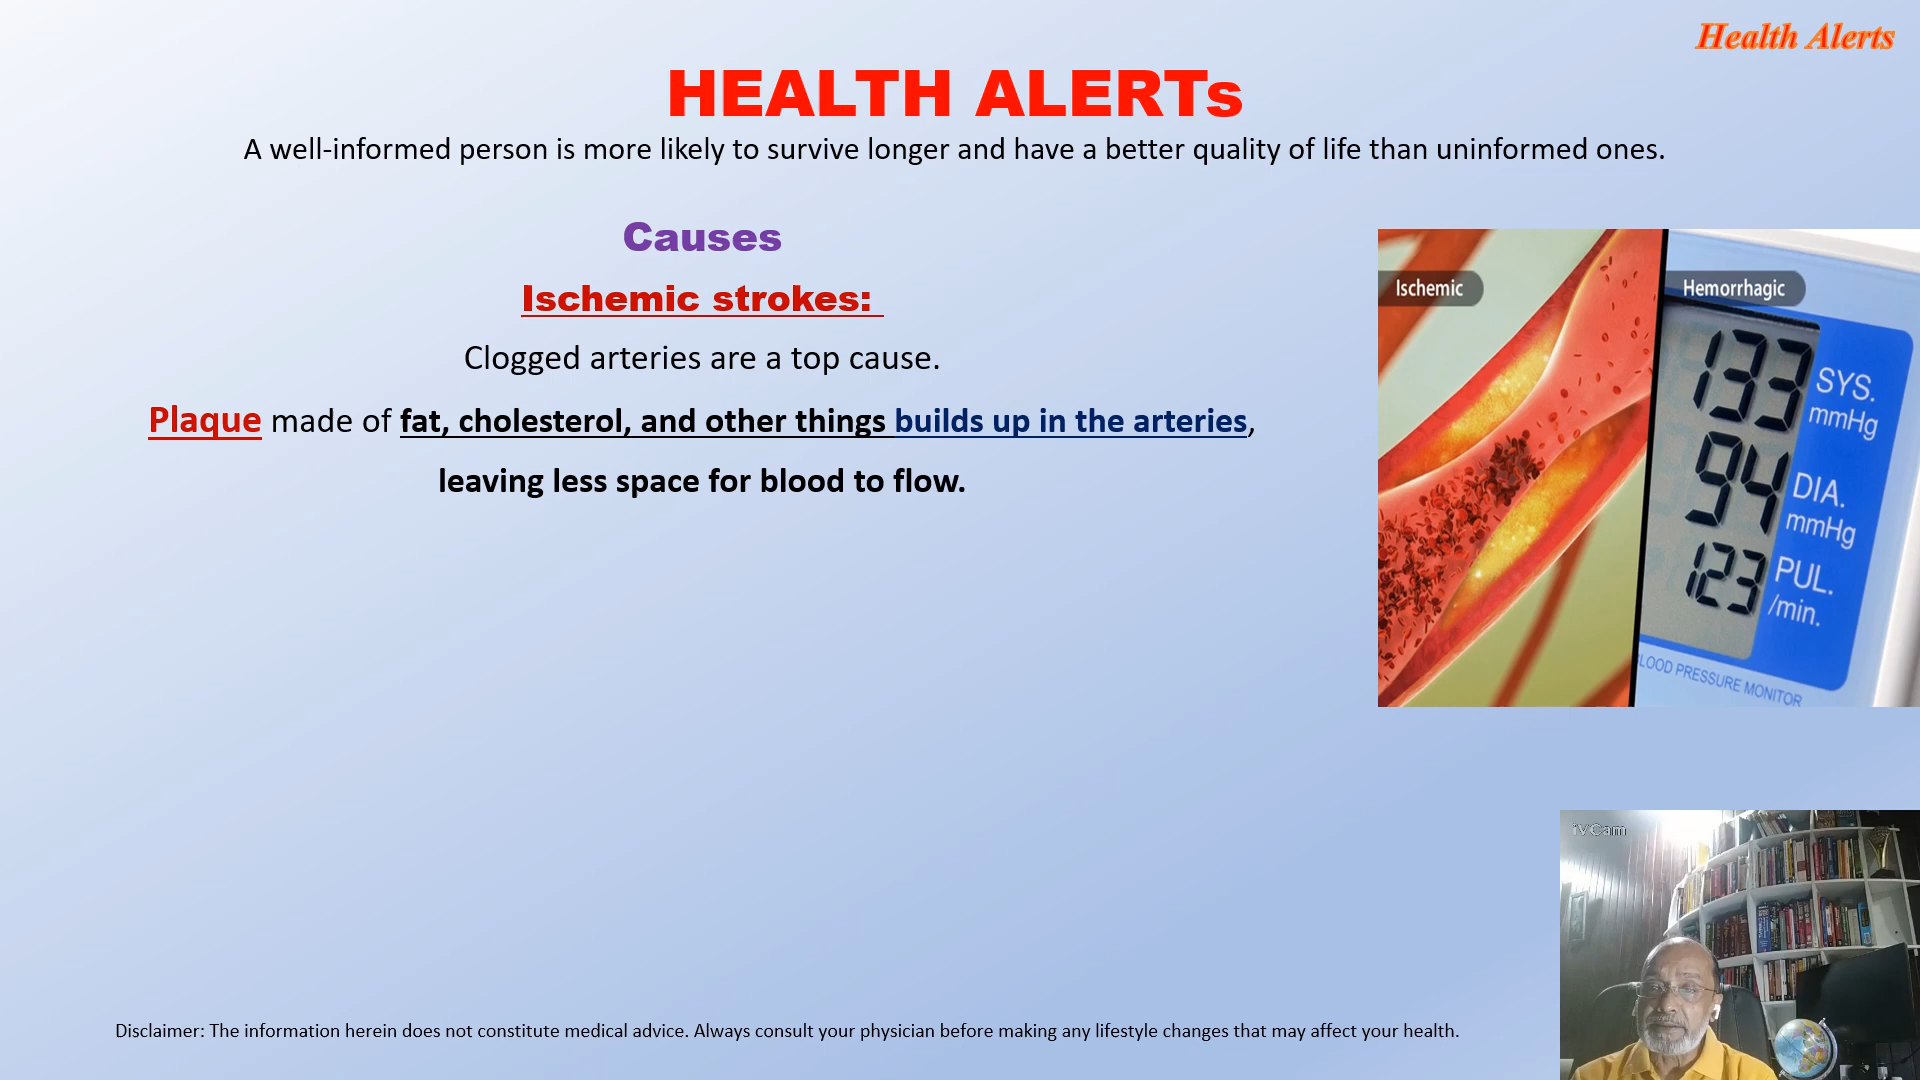 Health Alerts
HEALTH ALERTs
A well-informed person is more likely to survive longer and have a better quality of life than uninformed ones.
Causes
Ischemic strokes:
Clogged arteries are a top cause.
Plaque made of fat, cholesterol, and other things builds up in the arteries,
leaving less space for blood to flow.
Ischemic
Hemorrhagic
133 SYS.
mmHg
94 DIA.
mmHg
123 PUL.
/min.
LOOD PRESSURE MONITOR
iVCam
Disclaimer: The information herein does not constitute medical advice. Always consult your physician before making any lifestyle changes that may affect your health.